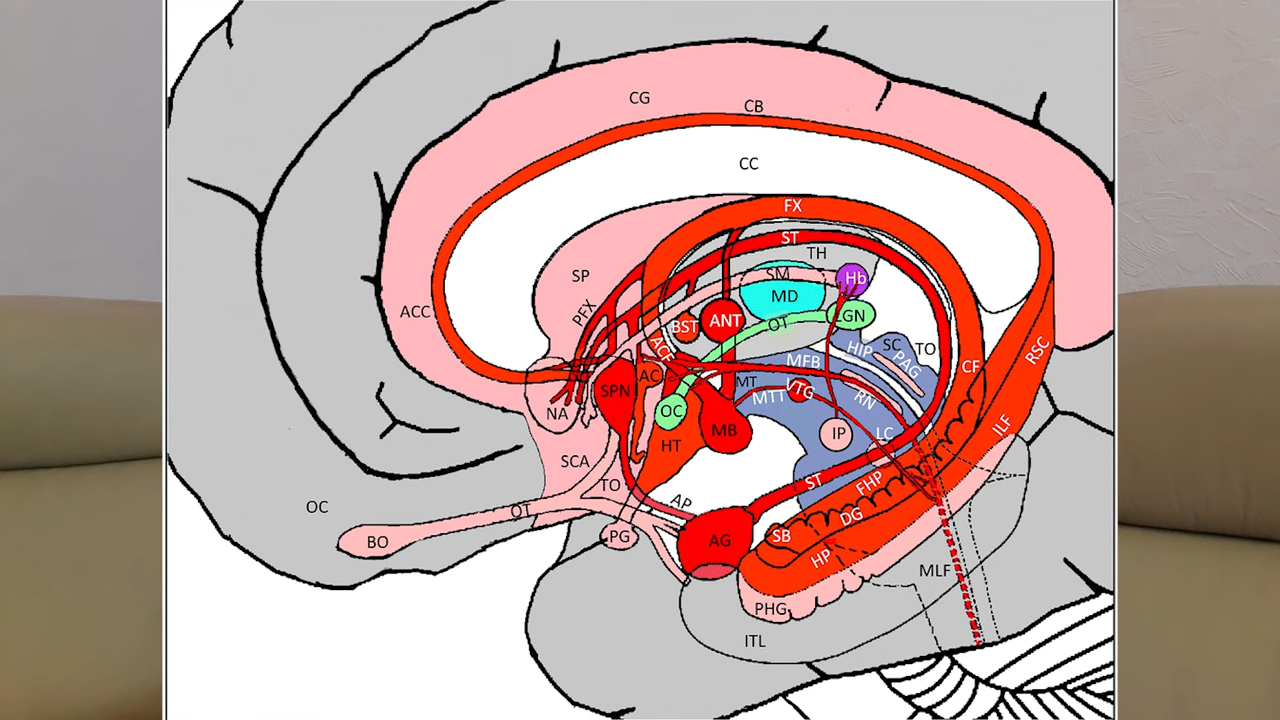 CG
CB
CC
FX
ST
TH
SP
SM
Hb
MD
ACC
PFX
BST
ANT
OT
GN
ACF
HIP
SC
TO
PAG
RSC
MFB
CF
AC
MT
SPN
MTT
VTG
RN
NA
OC
MB
IP
LC
ILF
HT
SCA
ST
FHP
TO
AP
OC
OT
DG
BO
PG
AG
SB
HP
MLF
PHG
ITL